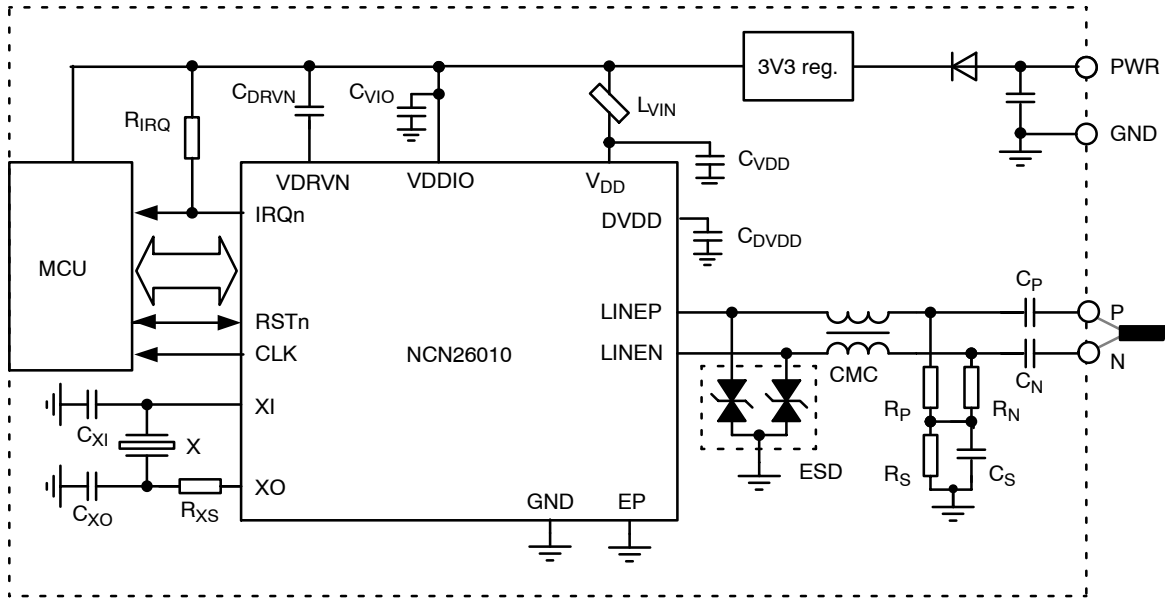 3V3 reg.
PWR
GND
CDRVN
CVIO
LVIN
RIRQ
CVDD
VDRVN
VDDIO
VDD
IRQn
DVDD
CDVDD
MCU
CP
LINEP
P
RSTn
NCN26010
CLK
LINEN
N
CMC
CN
XI
RP
RN
CXI
X
ESD
RS
CS
XO
CXO
RXS
GND
EP